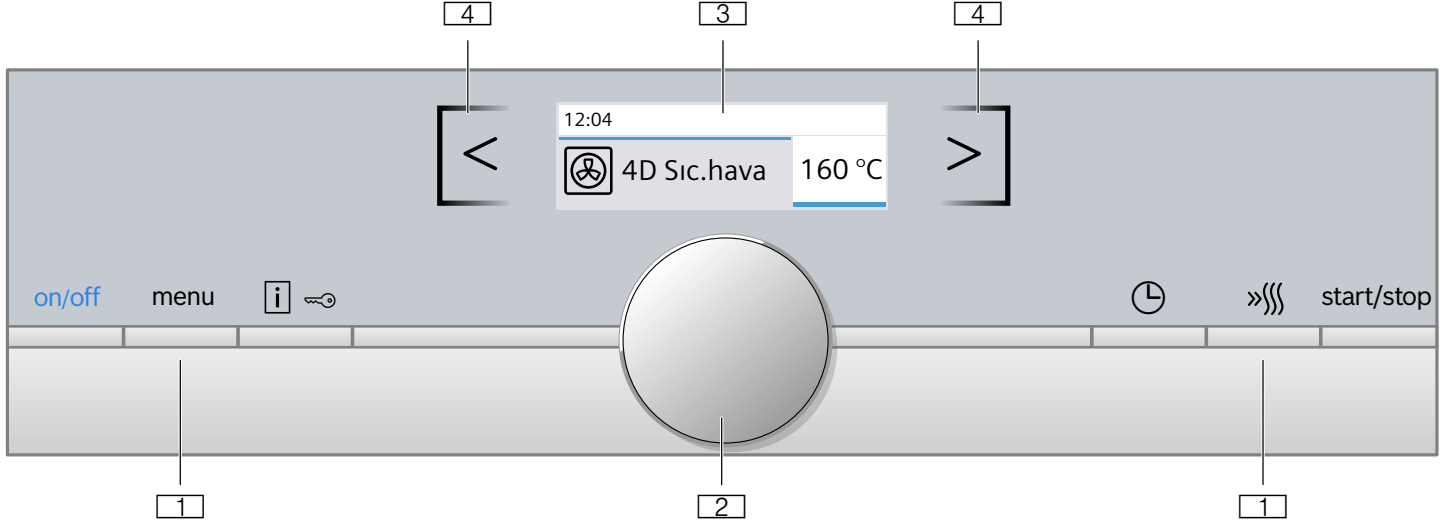 4 3 4
12:04
< 4D Sıc.hava 160 °C >
on/off menu i start/stop
1 2 1